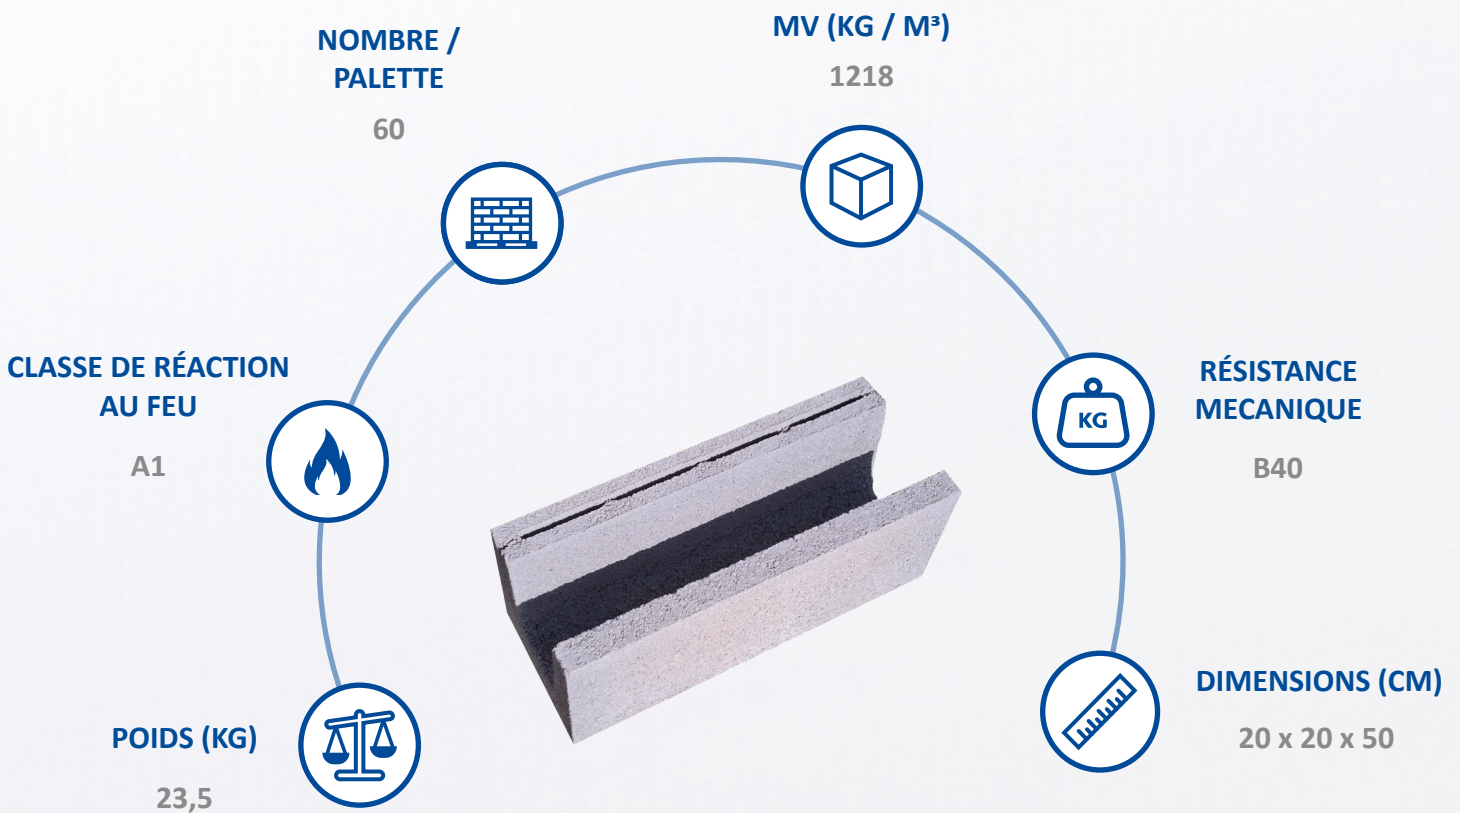 NOMBRE /
PALETTE
60
MV (KG / M³)
1218
CLASSE DE RÉACTION
AU FEU
A1
KG
RÉSISTANCE
MECANIQUE
B40
POIDS (KG)
23,5
DIMENSIONS (CM)
20 x 20 x 50